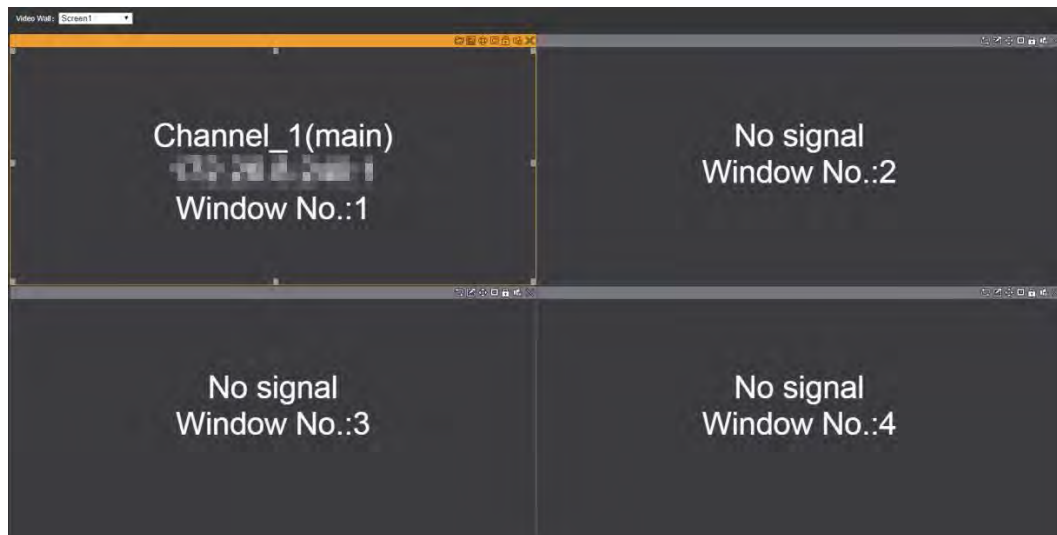 Video Wall: Screen1
Channel_1(main)
Window No.:1
No signal
Window No.:2
No signal
Window No.:3
No signal
Window No.:4